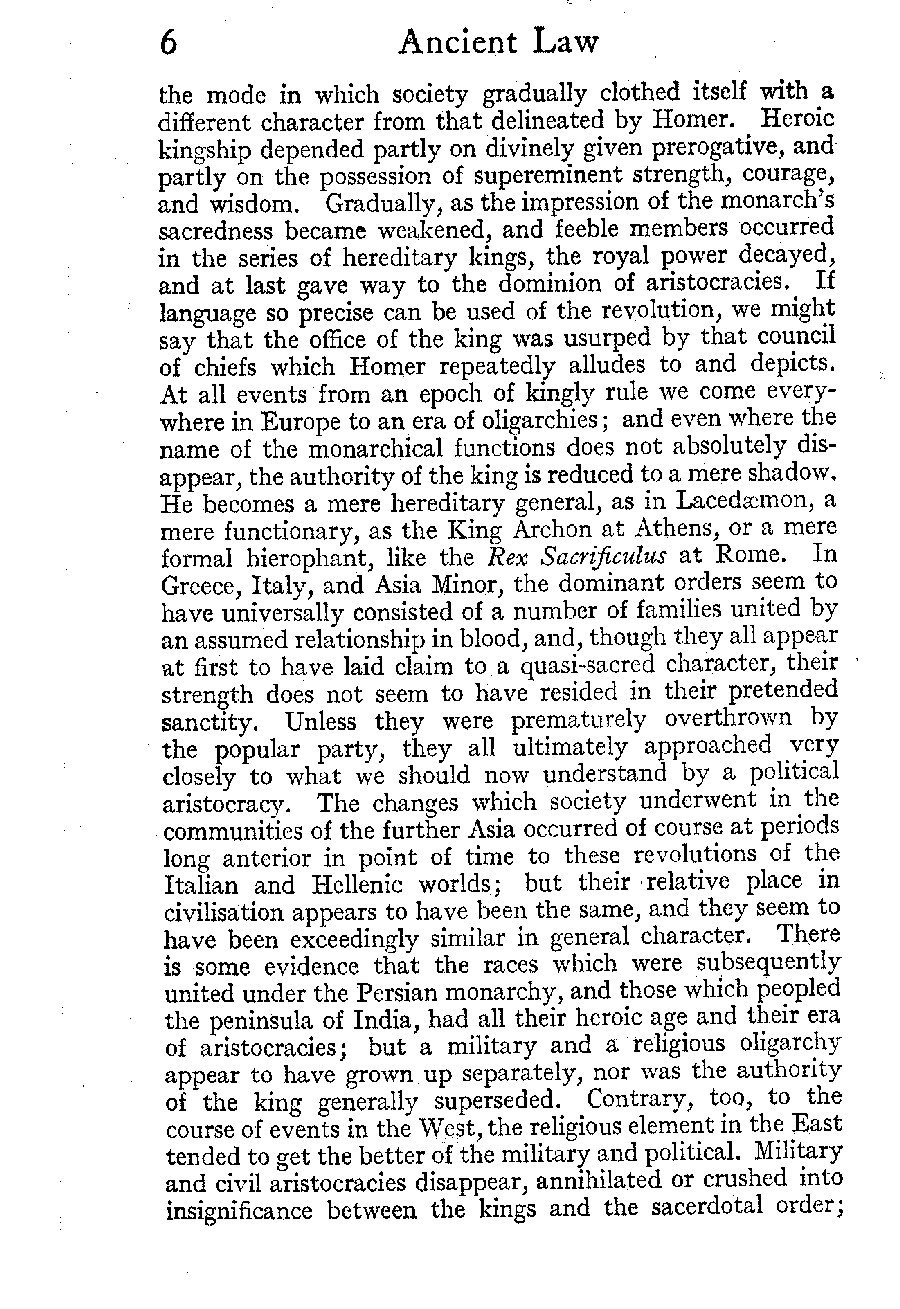 6 Ancient Law
the mode in which society gradually clothed itself with a
different character from that delineated by Homer. Heroic
kingship depended partly on divinely given prerogative, and
partly on the possession of supereminent strength, courage,
and wisdom. Gradually, as the impression of the monarch's
sacredness became weakened, and feeble members occurred
in the series of hereditary kings, the royal power decayed,
and at last gave way to the dominion of aristocracies. If
language so precise can be used of the revolution, we might
say that the office of the king was usurped by that council
of chiefs which Homer repeatedly alludes to and depicts.
At all events from an epoch of kingly rule we come every-
where in Europe to an era of oligarchies; and even where the
name of the monarchical functions does not absolutely dis-
appear, the authority of the king is reduced to a mere shadow.
He becomes a mere hereditary general, as in Lacedæmon, a
mere functionary, as the King Archon at Athens, or a mere
formal hierophant, like the Rex Sacrificulus at Rome. In
Greece, Italy, and Asia Minor, the dominant orders seem to
have universally consisted of a number of families united by
an assumed relationship in blood, and, though they all appear
at first to have laid claim to a quasi-sacred character, their
strength does not seem to have resided in their pretended
sanctity. Unless they were prematurely overthrown by
the popular party, they all ultimately approached very
closely to what we should now understand by a political
aristocracy. The changes which society underwent in the
communities of the further Asia occurred of course at periods
long anterior in point of time to these revolutions of the
Italian and Hellenic worlds; but their relative place in
civilisation appears to have been the same, and they seem to
have been exceedingly similar in general character. There
is some evidence that the races which were subsequently
united under the Persian monarchy, and those which peopled
the peninsula of India, had all their heroic age and their era
of aristocracies; but a military and a religious oligarchy
appear to have grown up separately, nor was the authority
of the king generally superseded. Contrary, too, to the
course of events in the West, the religious element in the East
tended to get the better of the military and political. Military
and civil aristocracies disappear, annihilated or crushed into
insignificance between the kings and the sacerdotal order;